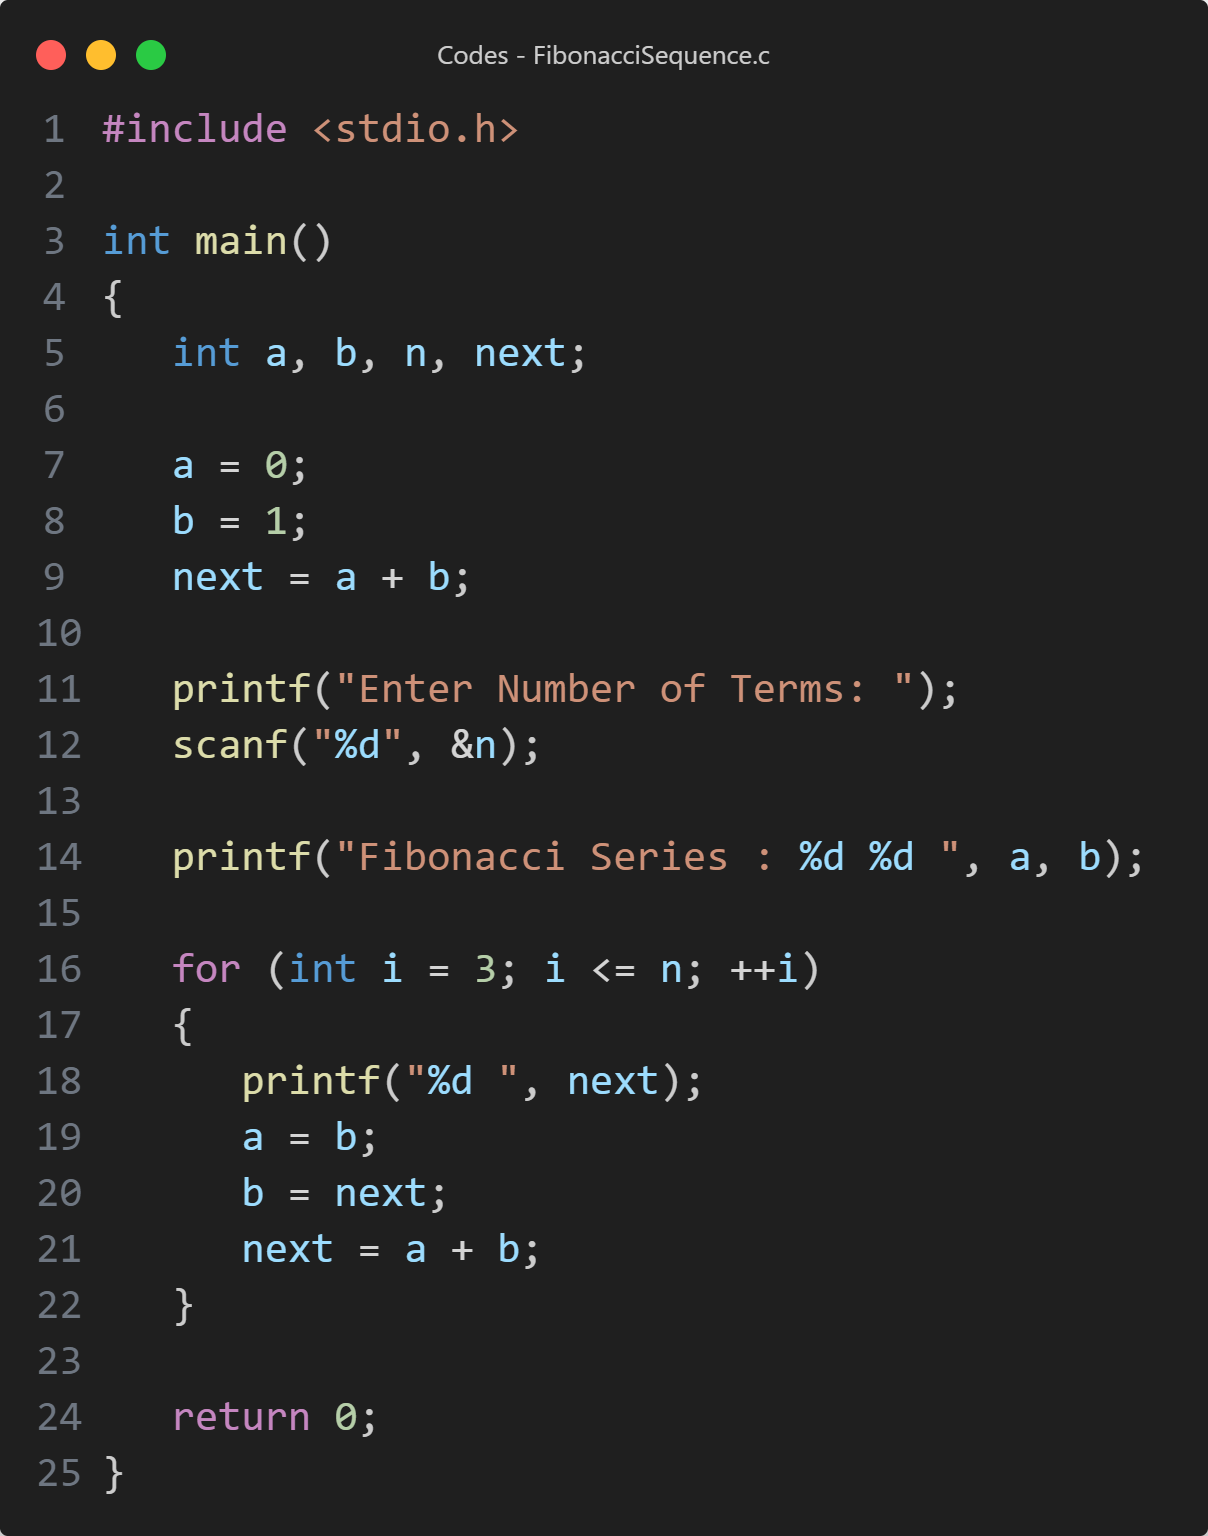 Codes - FibonacciSequence.c
1 #include <stdio.h>
2
3 int main()
4 {
5    int a, b, n, next;
6
7    a = 0;
8    b = 1;
9    next = a + b;
10
11    printf("Enter Number of Terms: ");
12    scanf("%d", &n);
13
14    printf("Fibonacci Series : %d %d ", a, b);
15
16    for (int i = 3; i <= n; ++i)
17    {
18       printf("%d ", next);
19       a = b;
20       b = next;
21       next = a + b;
22    }
23
24    return 0;
25 }